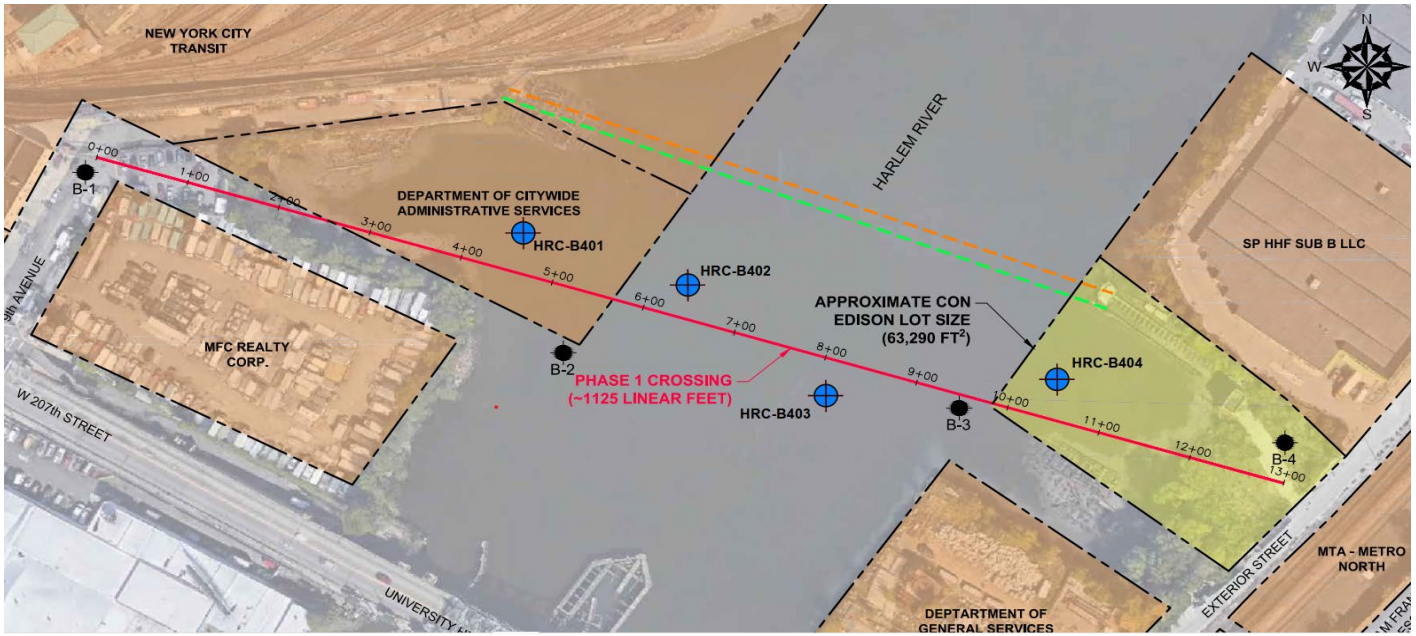 NEW YORK CITY
TRANSIT
N
W
E
S
HARLEM RIVER
0+00
B-1
1+00
2+00
3+00
4+00
5+00
6+00
7+00
8+00
9+00
10+00
11+00
12+00
13+00
DEPARTMENT OF CITYWIDE
ADMINISTRATIVE SERVICES
HRC-B401
HRC-B402
SP HHF SUB B LLC
APPROXIMATE CON
EDISON LOT SIZE
(63,290 FT²)
9th AVENUE
MFC REALTY
CORP.
B-2
PHASE 1 CROSSING
(~1125 LINEAR FEET)
HRC-B403
HRC-B404
B-3
B-4
W 207th STREET
UNIVERSITY
EXTERIOR STREET
MTA - METRO
NORTH
DEPTARTMENT OF
GENERAL SERVICES